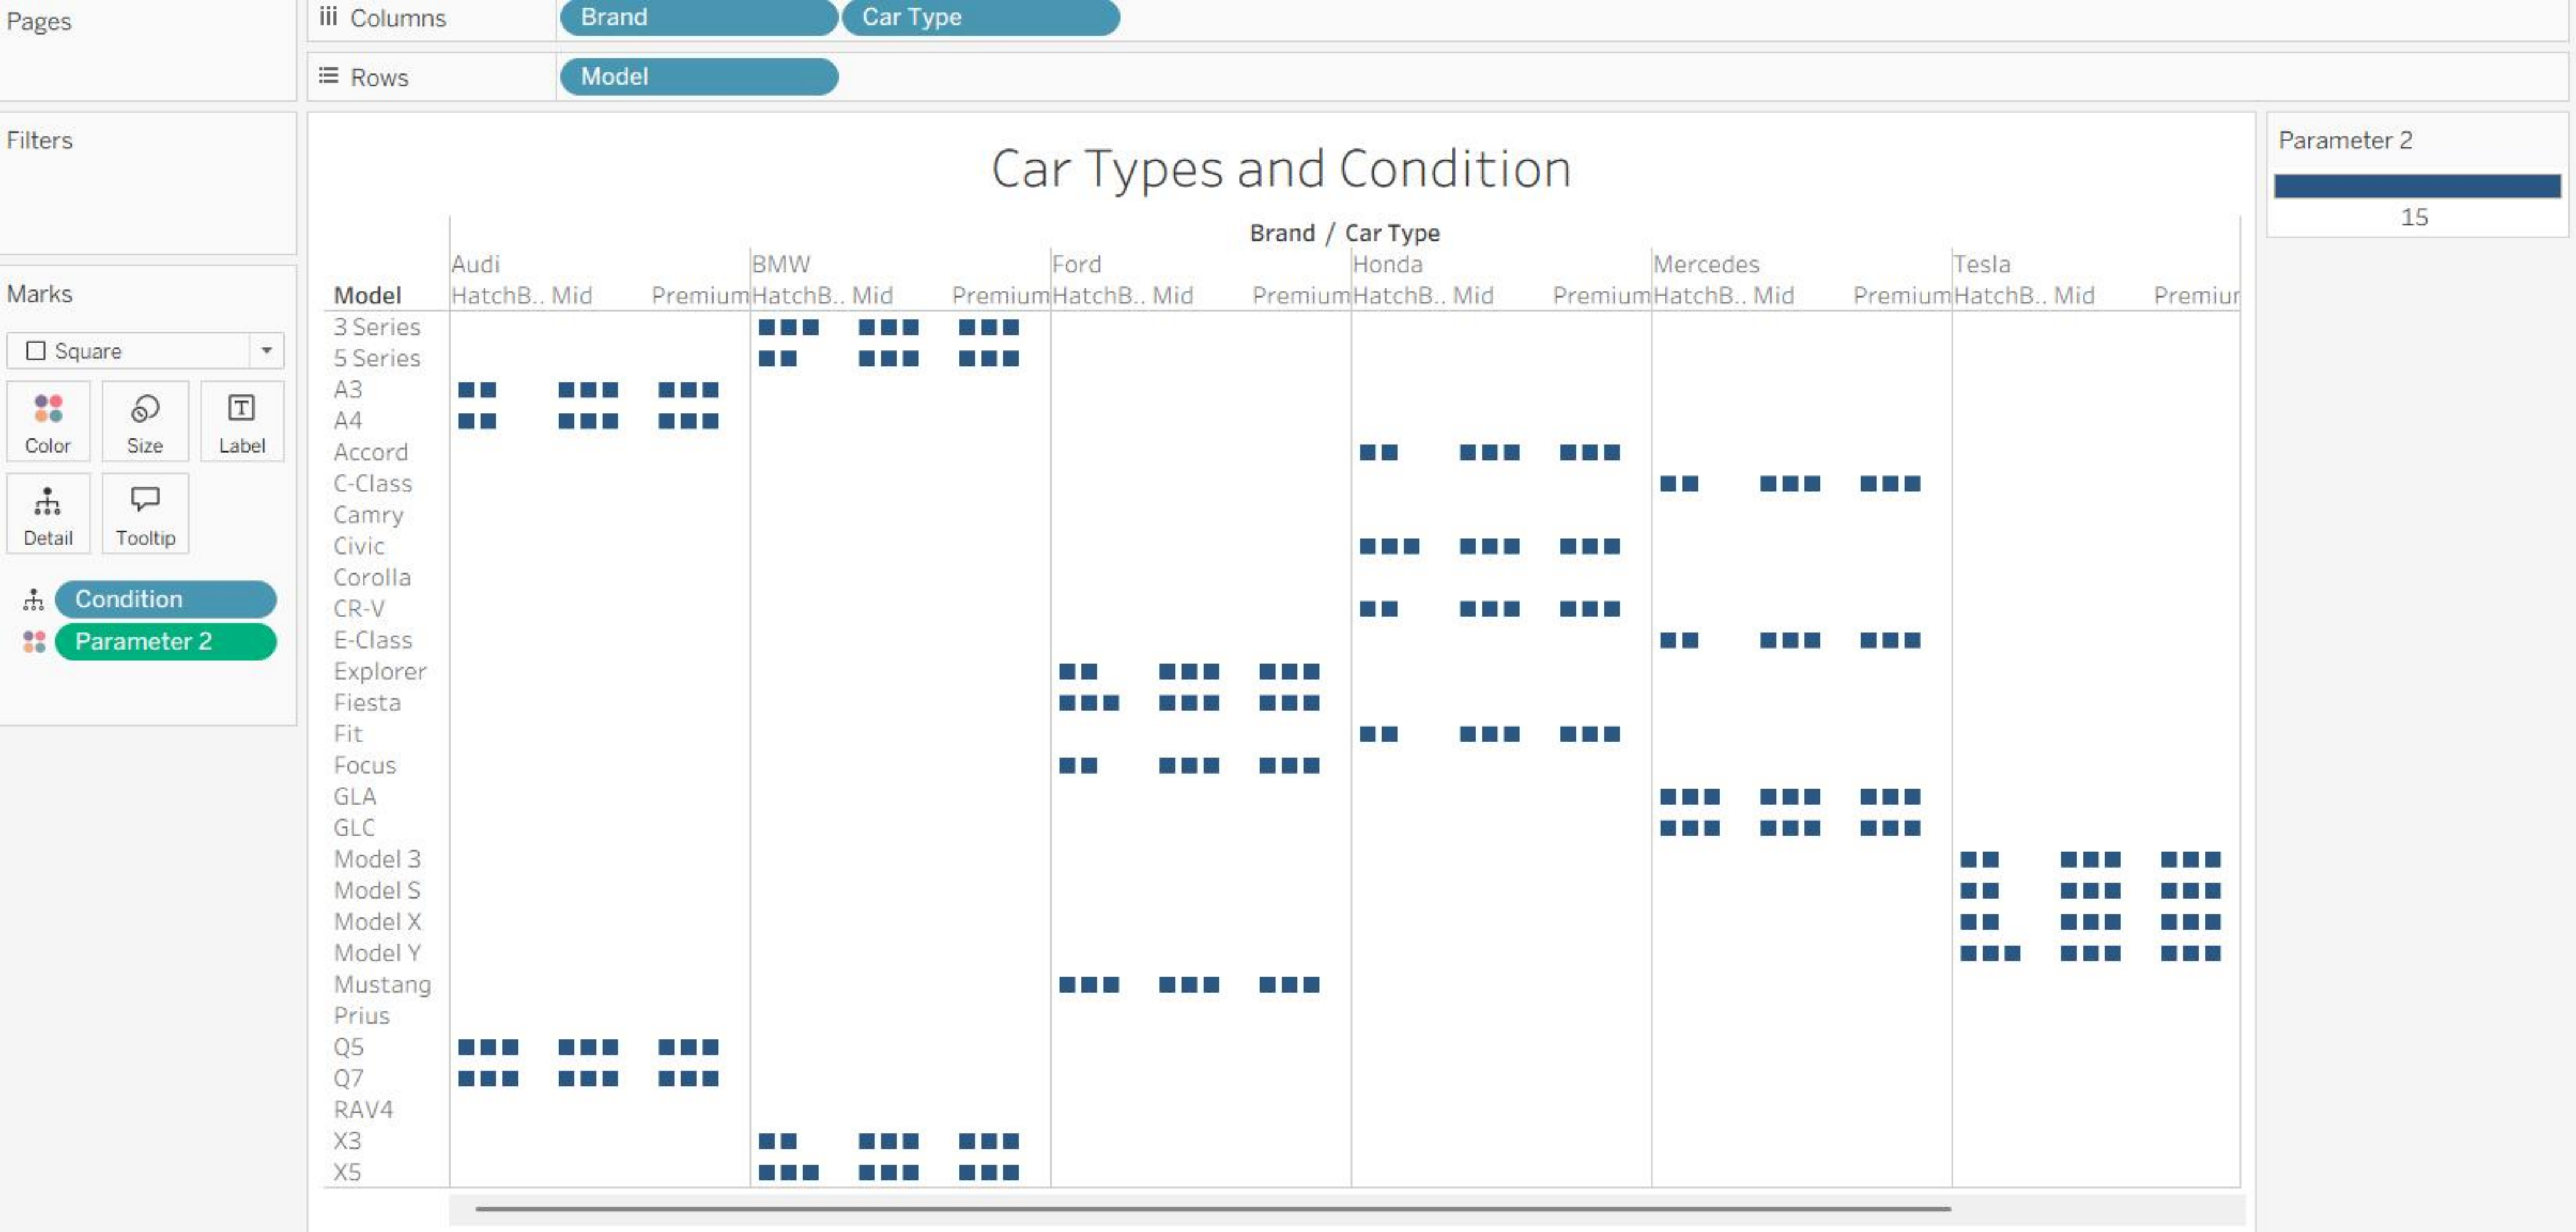 Pages
Columns Brand Car Type
Rows Model
Filters
Car Types and Condition
Parameter 2
15
Brand / Car Type
Audi BMW Ford Honda Mercedes Tesla
Model HatchB.. Mid Premium HatchB.. Mid Premium HatchB.. Mid Premium HatchB.. Mid Premium HatchB.. Mid Premium HatchB.. Mid Premiur
Marks
Square
Color Size Label
Detail Tooltip
Condition
Parameter 2
3 Series
5 Series
A3
A4
Accord
C-Class
Camry
Civic
Corolla
CR-V
E-Class
Explorer
Fiesta
Fit
Focus
GLA
GLC
Model 3
Model S
Model X
Model Y
Mustang
Prius
Q5
Q7
RAV4
X3
X5